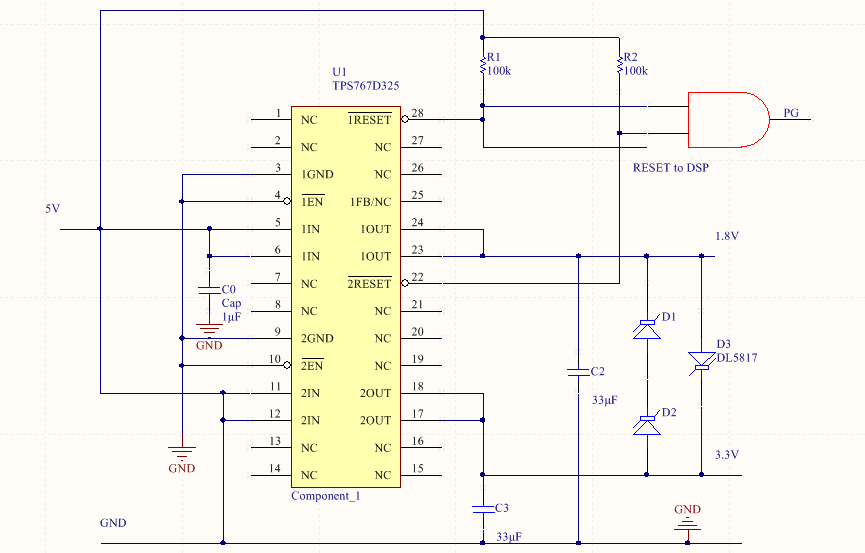 R1
100k
R2
100k
U1
TPS767D325
1 NC 1RESET 28
PG
2 NC NC 27
3 1GND NC 26
RESET to DSP
4 1EN 1FB/NC 25
5V
5 1IN 1OUT 24
6 1IN 1OUT 23
1.8V
7 NC 2RESET 22
C0
Cap
1µF
8 NC NC 21
D1
9 2GND NC 20
GND
D3
DL5817
10 2EN NC 19
C2
33µF
11 2IN 2OUT 18
12 2IN 2OUT 17
D2
13 NC NC 16
3.3V
GND
14 NC NC 15
Component_1
C3
33µF
GND
GND